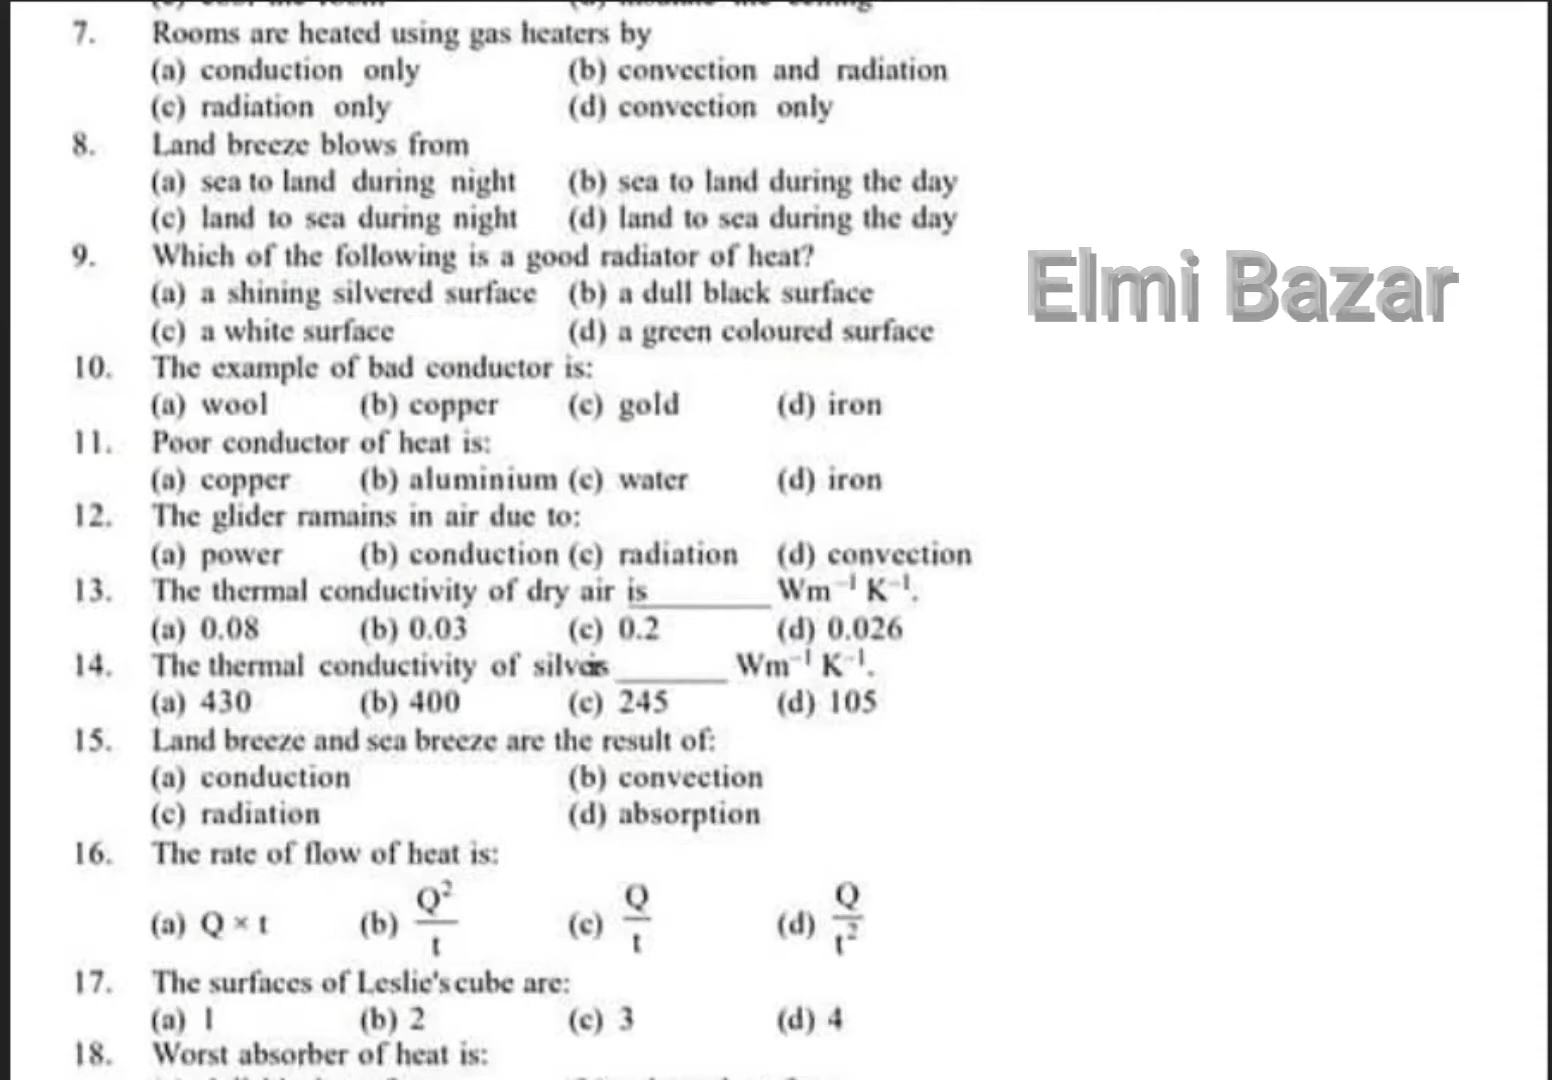 7. Rooms are heated using gas heaters by
(a) conduction only (b) convection and radiation
(c) radiation only (d) convection only
8. Land breeze blows from
(a) sea to land during night (b) sea to land during the day
(c) land to sea during night (d) land to sea during the day
9. Which of the following is a good radiator of heat?
(a) a shining silvered surface (b) a dull black surface
(c) a white surface (d) a green coloured surface
Elmi Bazar
10. The example of bad conductor is:
(a) wool (b) copper (c) gold (d) iron
11. Poor conductor of heat is:
(a) copper (b) aluminium (c) water (d) iron
12. The glider ramains in air due to:
(a) power (b) conduction (c) radiation (d) convection
13. The thermal conductivity of dry air is ______ Wm⁻¹ K⁻¹.
(a) 0.08 (b) 0.03 (c) 0.2 (d) 0.026
14. The thermal conductivity of ______ Wm⁻¹ K⁻¹.
(a) 430 (b) 400 (c) 245 (d) 105
15. Land breeze and sea breeze are the result of:
(a) conduction (b) convection
(c) radiation (d) absorption
16. The rate of flow of heat is:
(a) Q × t (b) Q²/t (c) Q/t (d) Q/t²
17. The surfaces of Leslie's cube are:
(a) 1 (b) 2 (c) 3 (d) 4
18. Worst absorber of heat is: